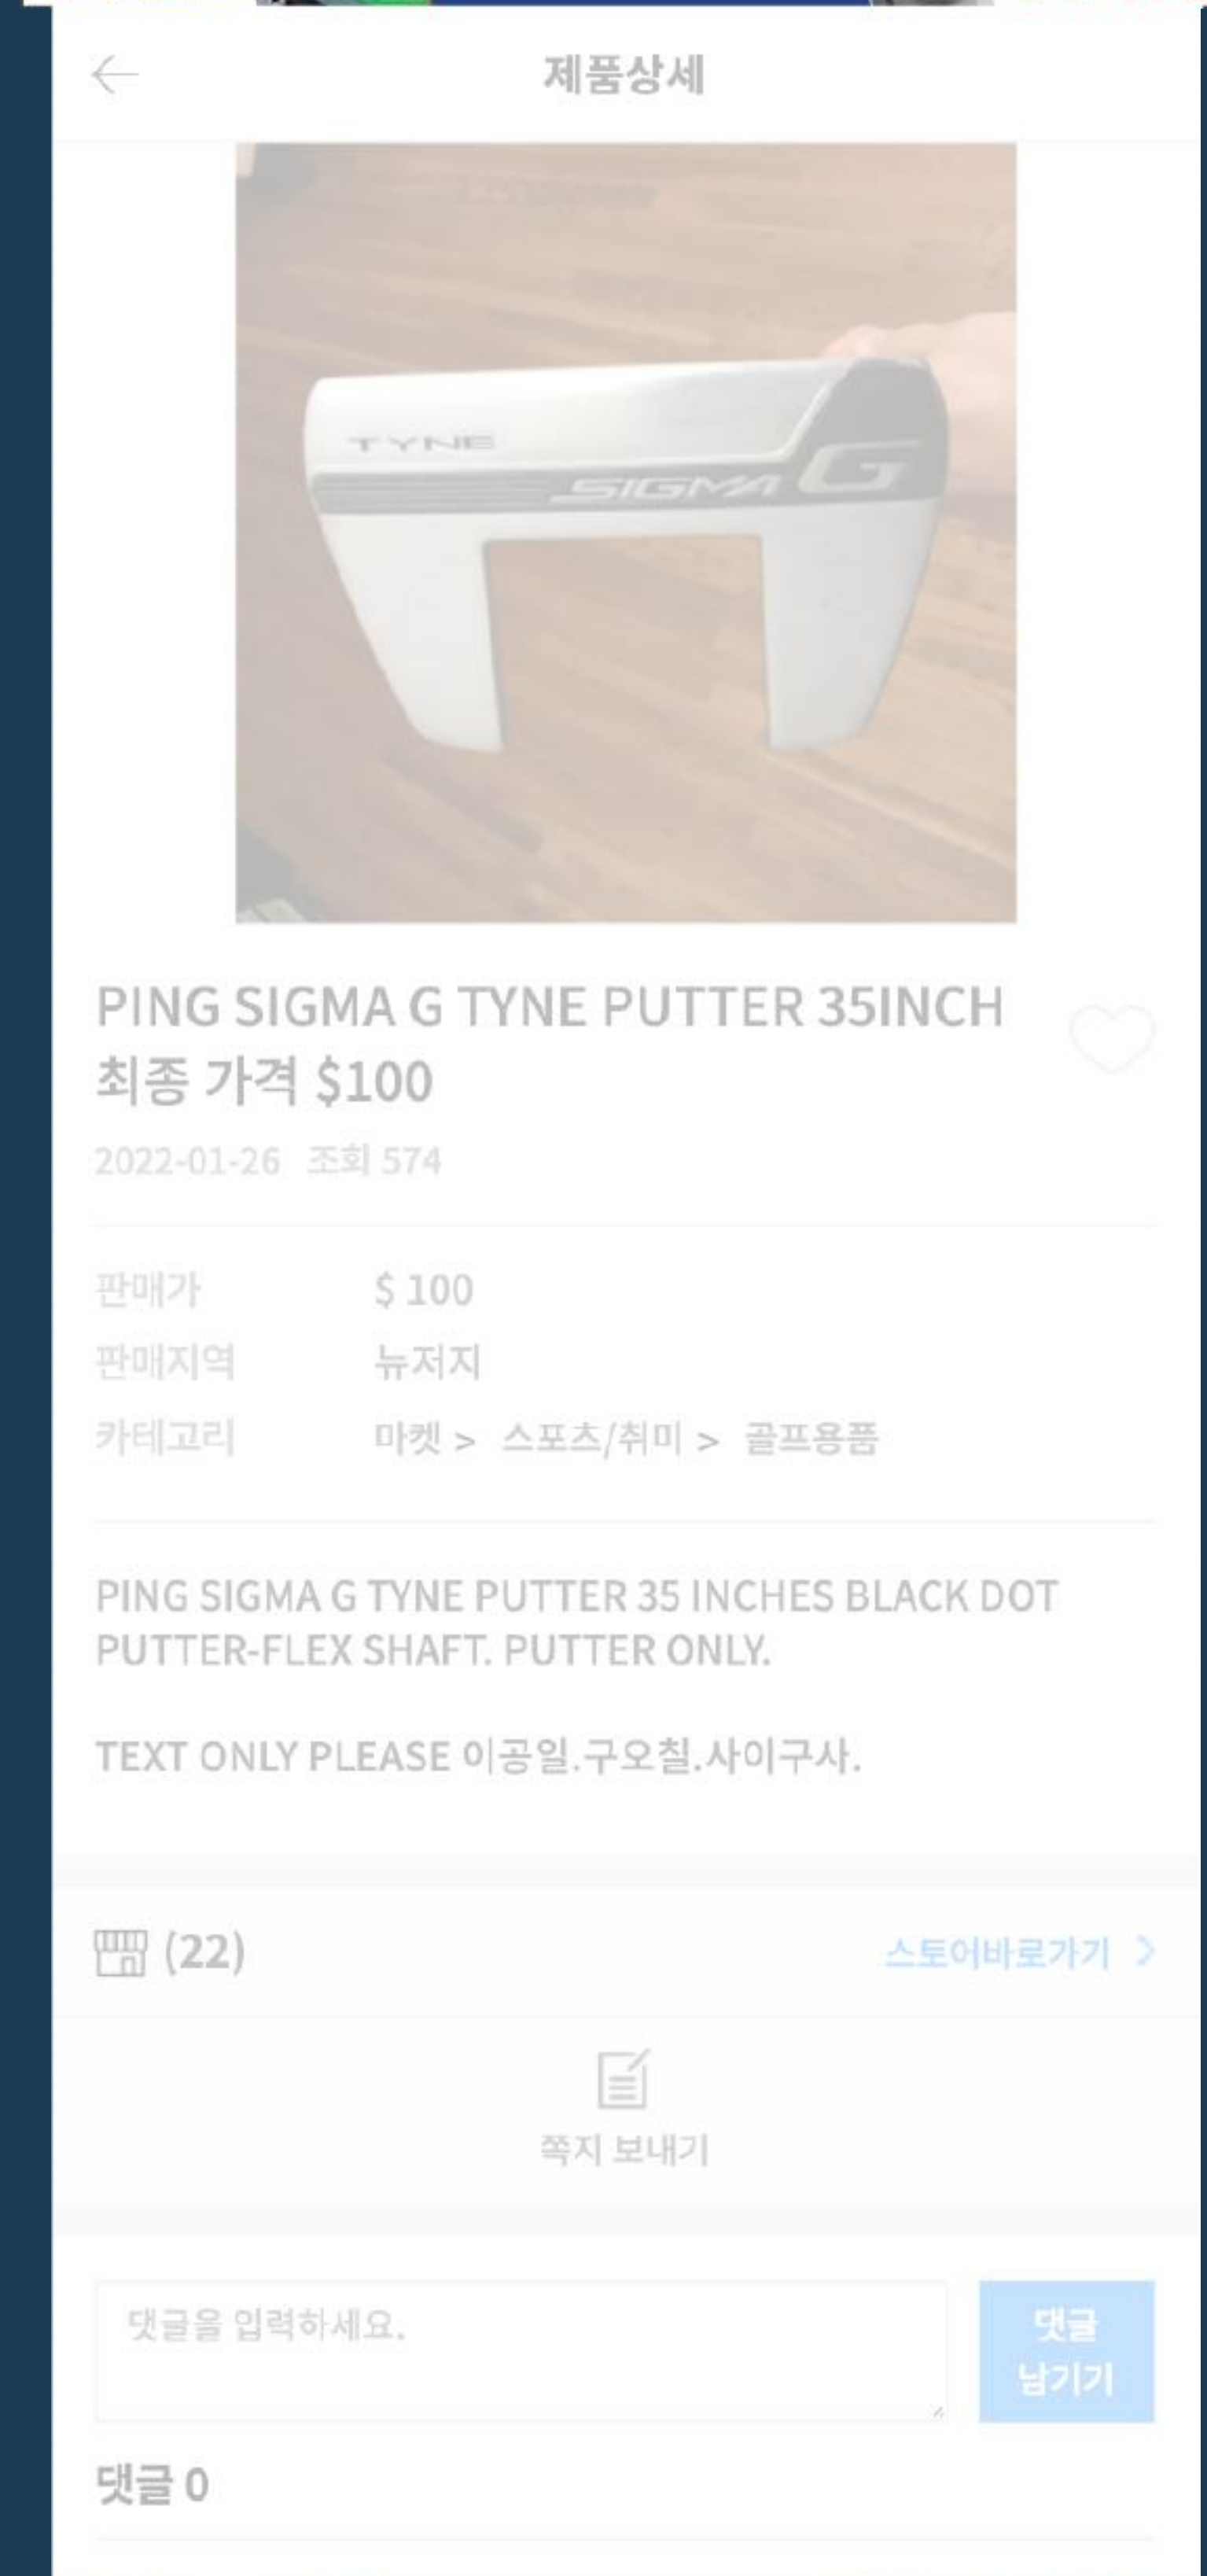 제품상세
TYNE
SIGMA G
PING SIGMA G TYNE PUTTER 35INCH
최종 가격 $100
2022-01-26 조회 574
판매가 $ 100
판매지역 뉴저지
카테고리 마켓 > 스포츠/취미 > 골프용품
PING SIGMA G TYNE PUTTER 35 INCHES BLACK DOT
PUTTER-FLEX SHAFT. PUTTER ONLY.
TEXT ONLY PLEASE 이공일.구오칠.사이구사.
(22) 스토어바로가기 >
쪽지 보내기
댓글을 입력하세요.
댓글
남기기
댓글 0